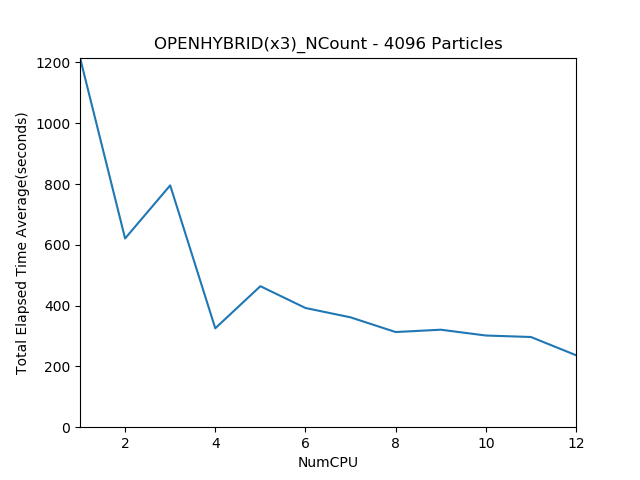 OPENHYBRID(x3)_NCount - 4096 Particles
Total Elapsed Time Average(seconds)
1200
1000
800
600
400
200
0
2 4 6 8 10 12
NumCPU